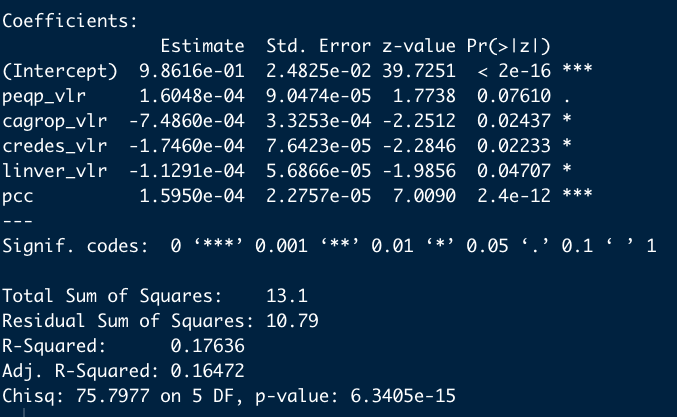 Coefficients:
Estimate Std. Error z-value Pr(>|z|)
(Intercept) 9.8616e-01 2.4825e-02 39.7251 < 2e-16 ***
peqp_vlr 1.6048e-04 9.0474e-05 1.7738 0.07610 .
cagrop_vlr -7.4860e-04 3.3253e-04 -2.2512 0.02437 *
credes_vlr -1.7460e-04 7.6423e-05 -2.2846 0.02233 *
linver_vlr -1.1291e-04 5.6866e-05 -1.9856 0.04707 *
pcc 1.5950e-04 2.2757e-05 7.0090 2.4e-12 ***
---
Signif. codes: 0 ‘***’ 0.001 ‘**’ 0.01 ‘*’ 0.05 ‘.’ 0.1 ‘ ’ 1
Total Sum of Squares: 13.1
Residual Sum of Squares: 10.79
R-Squared: 0.17636
Adj. R-Squared: 0.16472
Chisq: 75.7977 on 5 DF, p-value: 6.3405e-15